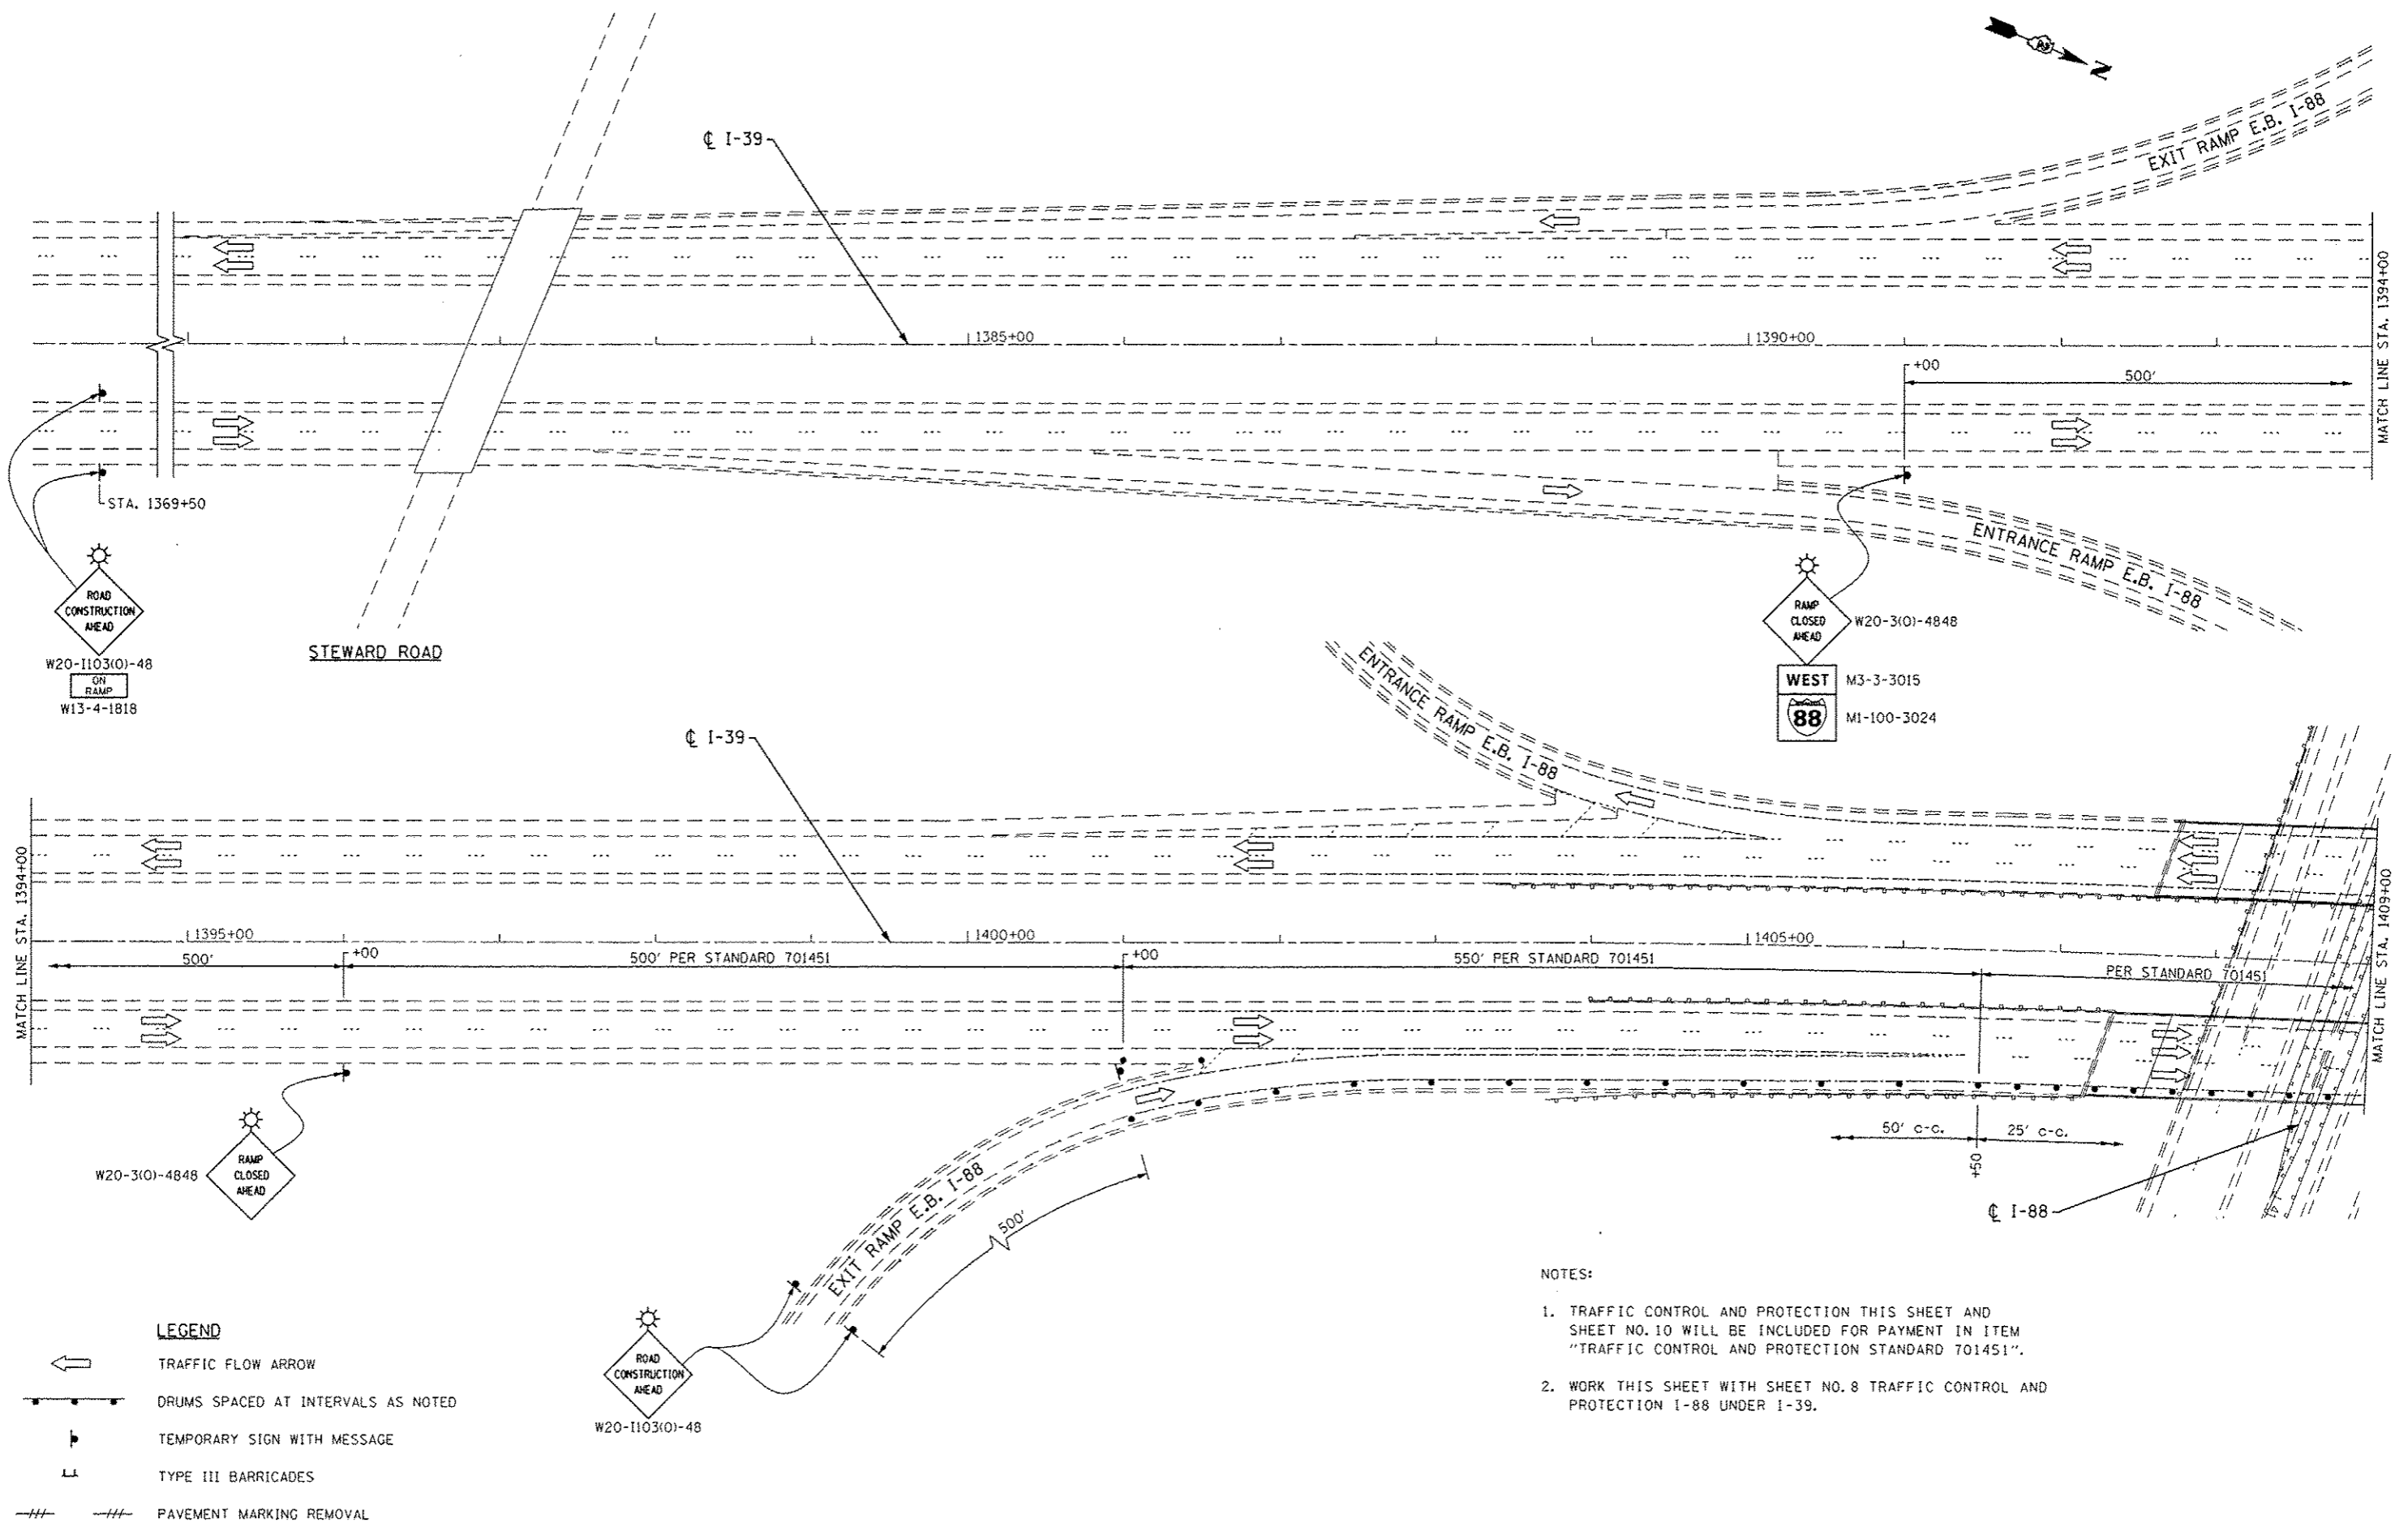 N
EXIT RAMP E.B. I-88
℄ I-39
MATCH LINE STA. 1394+00
1385+00
1390+00
+00
500'
STA. 1369+50
ENTRANCE RAMP E.B. I-88
ROAD
CONSTRUCTION
AHEAD
W20-I103(0)-48
ON
RAMP
W13-4-1818
STEWARD ROAD
RAMP
CLOSED
AHEAD
W20-3(0)-4848
WEST
M3-3-3015
88
M1-100-3024
℄ I-39
ENTRANCE RAMP E.B. I-88
MATCH LINE STA. 1394+00
MATCH LINE STA. 1409+00
1395+00
1400+00
1405+00
500'
+00
500' PER STANDARD 701451
+00
550' PER STANDARD 701451
PER STANDARD 701451
50' c-c.
25' c-c.
+50
RAMP
CLOSED
AHEAD
W20-3(0)-4848
EXIT RAMP E.B. I-88
500'
℄ I-88
ROAD
CONSTRUCTION
AHEAD
W20-I103(0)-48
LEGEND
TRAFFIC FLOW ARROW
DRUMS SPACED AT INTERVALS AS NOTED
TEMPORARY SIGN WITH MESSAGE
TYPE III BARRICADES
PAVEMENT MARKING REMOVAL
NOTES:
1. TRAFFIC CONTROL AND PROTECTION THIS SHEET AND
SHEET NO. 10 WILL BE INCLUDED FOR PAYMENT IN ITEM
"TRAFFIC CONTROL AND PROTECTION STANDARD 701451".
2. WORK THIS SHEET WITH SHEET NO. 8 TRAFFIC CONTROL AND
PROTECTION I-88 UNDER I-39.